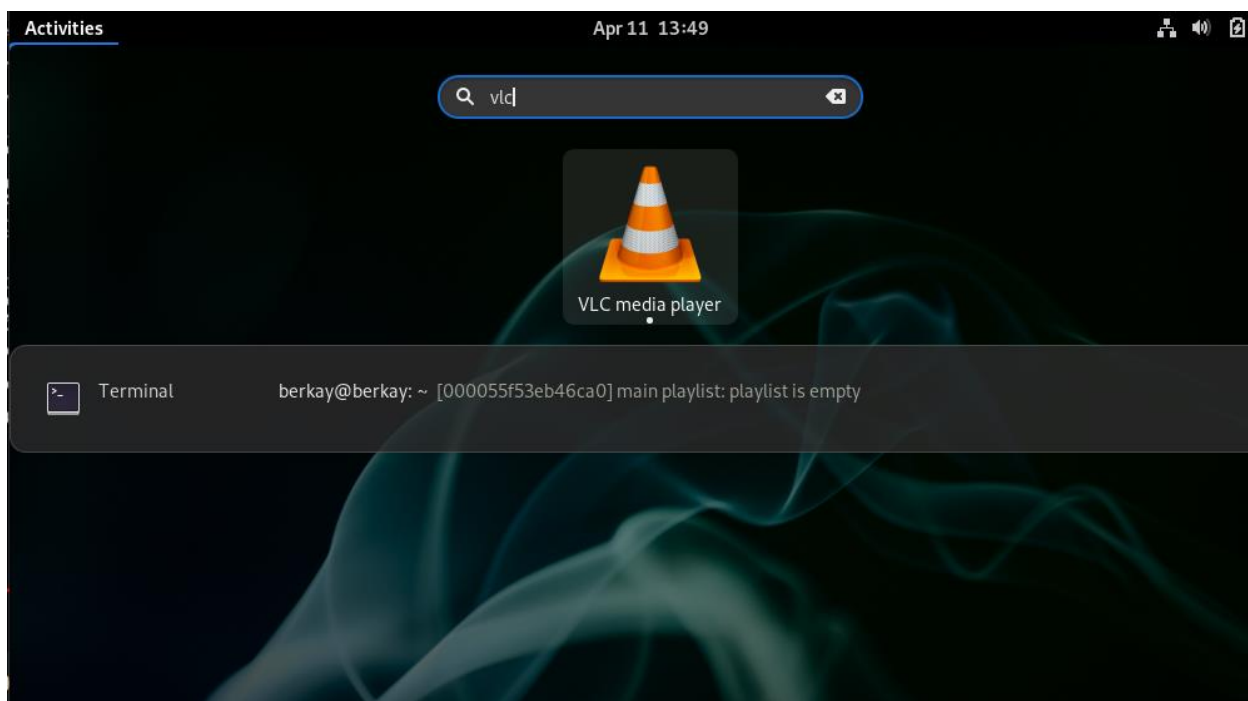 Activities
Apr 11 13:49
vlc
VLC media player
Terminal
berkay@berkay: ~ [000055f53eb46ca0] main playlist: playlist is empty